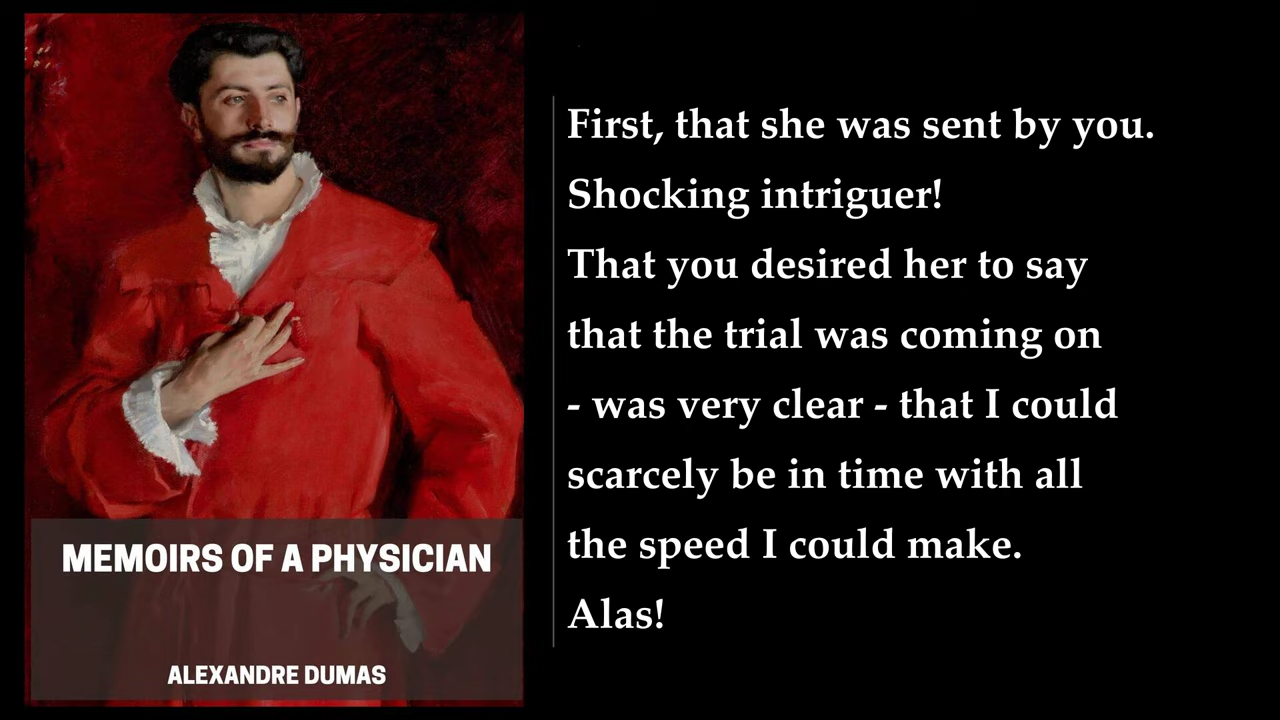 MEMOIRS OF A PHYSICIAN
ALEXANDRE DUMAS
First, that she was sent by you.
Shocking intriguer!
That you desired her to say
that the trial was coming on
- was very clear - that I could
scarcely be in time with all
the speed I could make.
Alas!